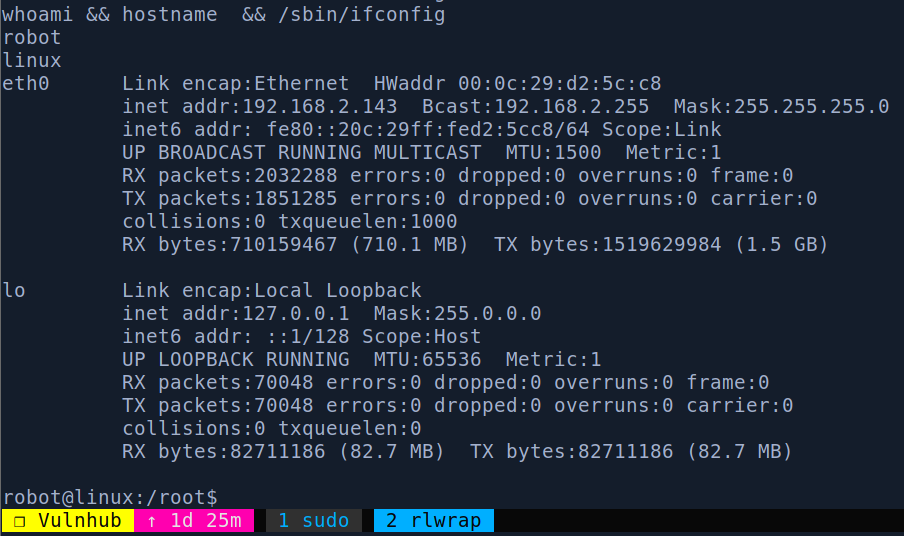 whoami && hostname  && /sbin/ifconfig
robot
linux
eth0      Link encap:Ethernet  HWaddr 00:0c:29:d2:5c:c8
          inet addr:192.168.2.143  Bcast:192.168.2.255  Mask:255.255.255.0
          inet6 addr: fe80::20c:29ff:fed2:5cc8/64 Scope:Link
          UP BROADCAST RUNNING MULTICAST  MTU:1500  Metric:1
          RX packets:2032288 errors:0 dropped:0 overruns:0 frame:0
          TX packets:1851285 errors:0 dropped:0 overruns:0 carrier:0
          collisions:0 txqueuelen:1000
          RX bytes:710159467 (710.1 MB)  TX bytes:1519629984 (1.5 GB)

lo        Link encap:Local Loopback
          inet addr:127.0.0.1  Mask:255.0.0.0
          inet6 addr: ::1/128 Scope:Host
          UP LOOPBACK RUNNING  MTU:65536  Metric:1
          RX packets:70048 errors:0 dropped:0 overruns:0 frame:0
          TX packets:70048 errors:0 dropped:0 overruns:0 carrier:0
          collisions:0 txqueuelen:0
          RX bytes:82711186 (82.7 MB)  TX bytes:82711186 (82.7 MB)

robot@linux:/root$
❐ Vulnhub  ↑ 1d 25m  1 sudo  2 rlwrap